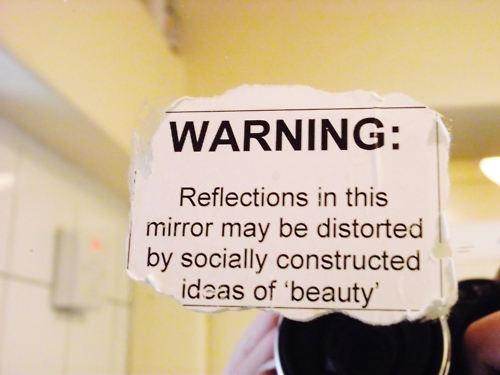 WARNING:
Reflections in this
mirror may be distorted
by socially constructed
ideas of ‘beauty’